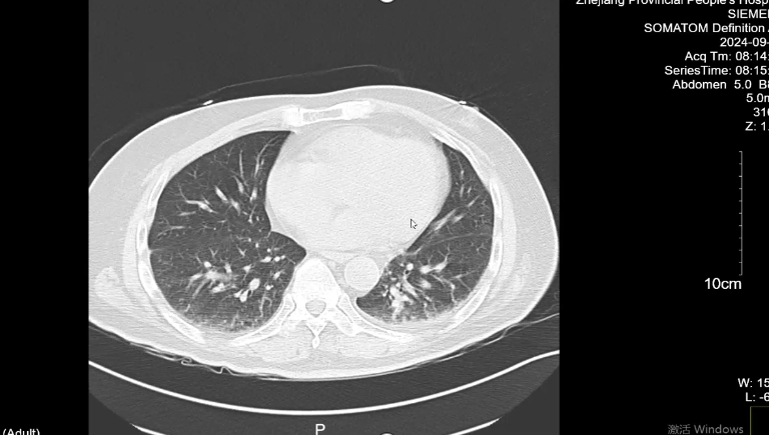 Zhejiang Provincial People's Hosp
SIEME
SOMATOM Definition
2024-09-
Acq Tm: 08:14:
SeriesTime: 08:15:
Abdomen 5.0 B
5.0m
31
Z: 1.
10cm
W: 15
L: -6
激活 Windows
P
(Adult)